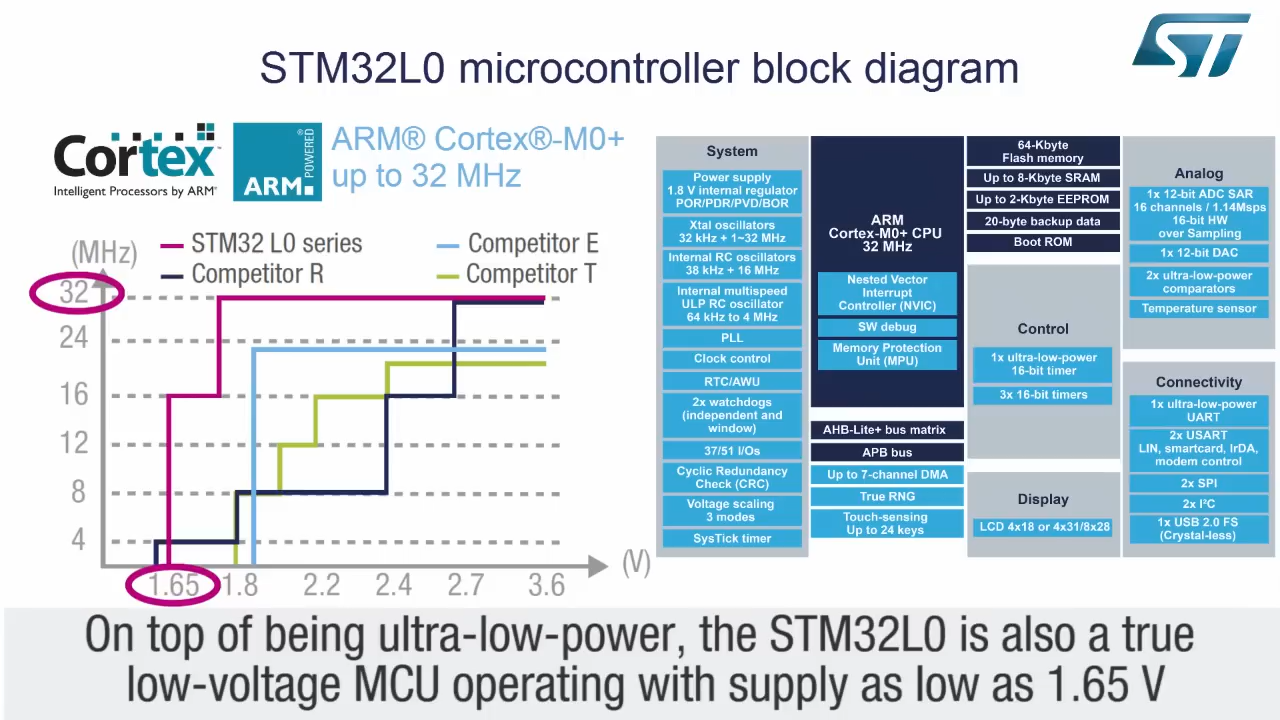 STM32L0 microcontroller block diagram
ST
Cortex™
Intelligent Processors by ARM®
ARM®
POWERED
ARM® Cortex®-M0+
up to 32 MHz
(MHz)
STM32 L0 series
Competitor R
Competitor E
Competitor T
32
24
16
12
8
4
1.65
1.8
2.2
2.4
2.7
3.6
(V)
System
Power supply
1.8 V internal regulator
POR/PDR/PVD/BOR
Xtal oscillators
32 kHz + 1~32 MHz
Internal RC oscillators
38 kHz + 16 MHz
Internal multispeed
ULP RC oscillator
64 kHz to 4 MHz
PLL
Clock control
RTC/AWU
2x watchdogs
(independent and
window)
37/51 I/Os
Cyclic Redundancy
Check (CRC)
Voltage scaling
3 modes
SysTick timer
ARM
Cortex-M0+ CPU
32 MHz
Nested Vector
Interrupt
Controller (NVIC)
SW debug
Memory Protection
Unit (MPU)
AHB-Lite+ bus matrix
APB bus
Up to 7-channel DMA
True RNG
Touch-sensing
Up to 24 keys
64-Kbyte
Flash memory
Up to 8-Kbyte SRAM
Up to 2-Kbyte EEPROM
20-byte backup data
Boot ROM
Control
1x ultra-low-power
16-bit timer
3x 16-bit timers
Display
LCD 4x18 or 4x31/8x28
Analog
1x 12-bit ADC SAR
16 channels / 1.14Msps
16-bit HW
over Sampling
1x 12-bit DAC
2x ultra-low-power
comparators
Temperature sensor
Connectivity
1x ultra-low-power
UART
2x USART
LIN, smartcard, IrDA,
modem control
2x SPI
2x I²C
1x USB 2.0 FS
(Crystal-less)
On top of being ultra-low-power, the STM32L0 is also a true
low-voltage MCU operating with supply as low as 1.65 V